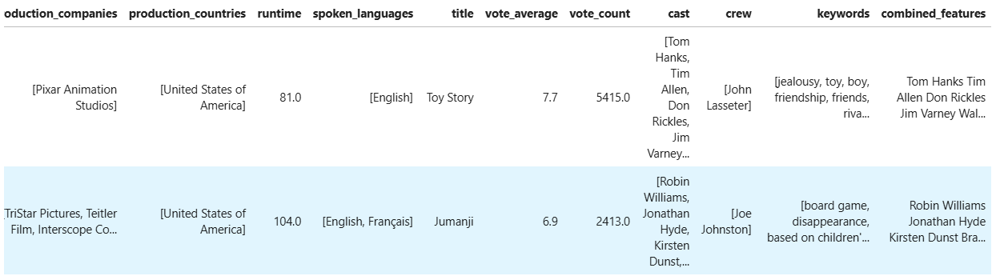 oduction_companies production_countries runtime spoken_languages title vote_average vote_count cast crew keywords combined_features
[Pixar Animation Studios] [United States of America] 81.0 [English] Toy Story 7.7 5415.0 [Tom Hanks, Tim Allen, Don Rickles, Jim Varney... [John Lasseter] [jealousy, toy, boy, friendship, friends, riva... Tom Hanks Tim Allen Don Rickles Jim Varney Wal...
TriStar Pictures, Teitler Film, Interscope Co... [United States of America] 104.0 [English, Français] Jumanji 6.9 2413.0 [Robin Williams, Jonathan Hyde, Kirsten Dunst,... [Joe Johnston] [board game, disappearance, based on children'... Robin Williams Jonathan Hyde Kirsten Dunst Bra...